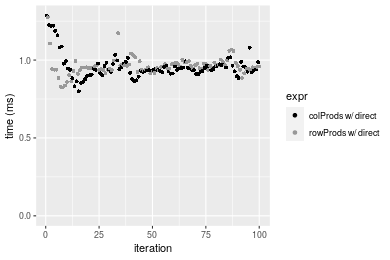 time (ms)
1.0
0.5
0.0
0
25
50
75
100
iteration
expr
colProds w/ direct
rowProds w/ direct